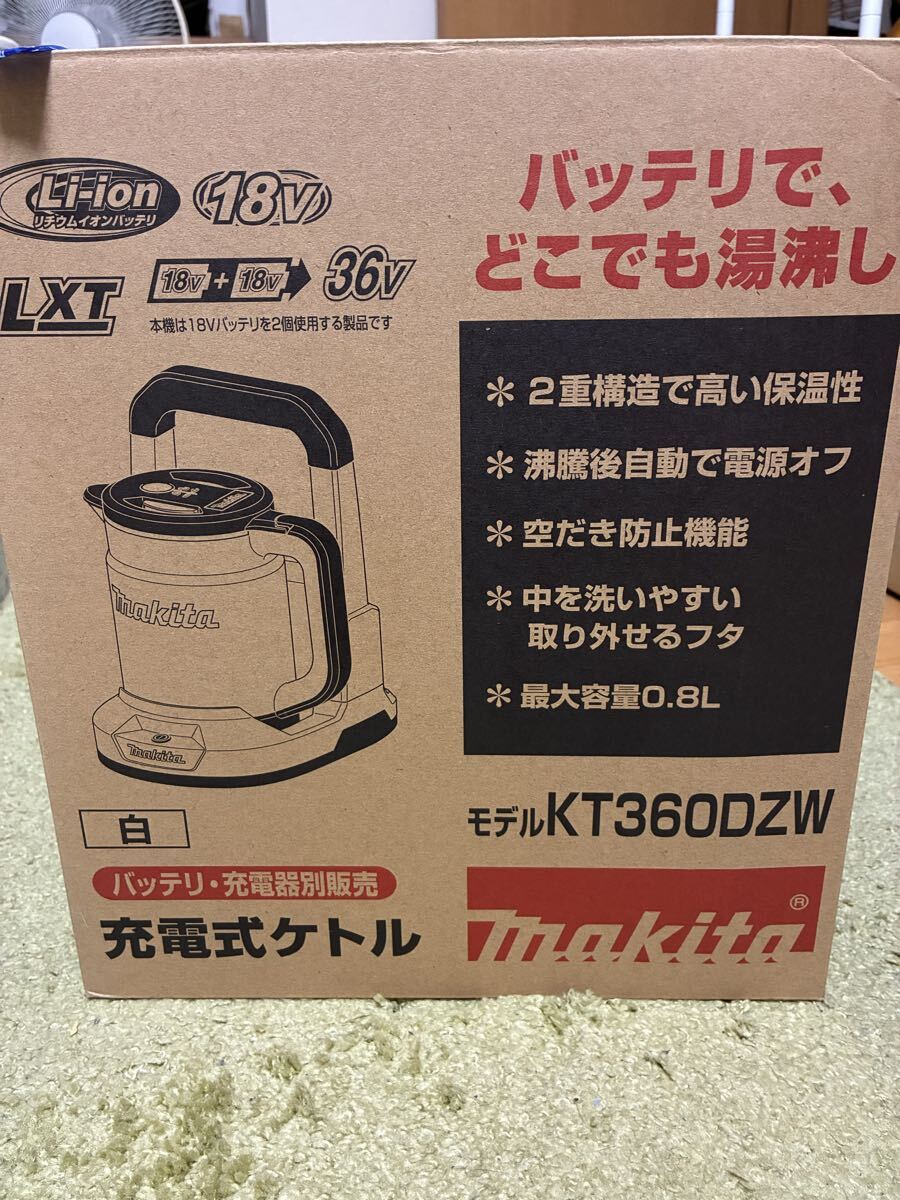 Li-ion
リチウムイオンバッテリ
18V
LXT
18V + 18V 36V
本機は18Vバッテリを2個使用する製品です
バッテリで、
どこでも湯沸し
＊２重構造で高い保温性
＊沸騰後自動で電源オフ
＊空だき防止機能
＊中を洗いやすい
取り外せるフタ
＊最大容量0.8L
makita
makita
makita
白
モデルKT360DZW
バッテリ・充電器別販売
充電式ケトル
makita®